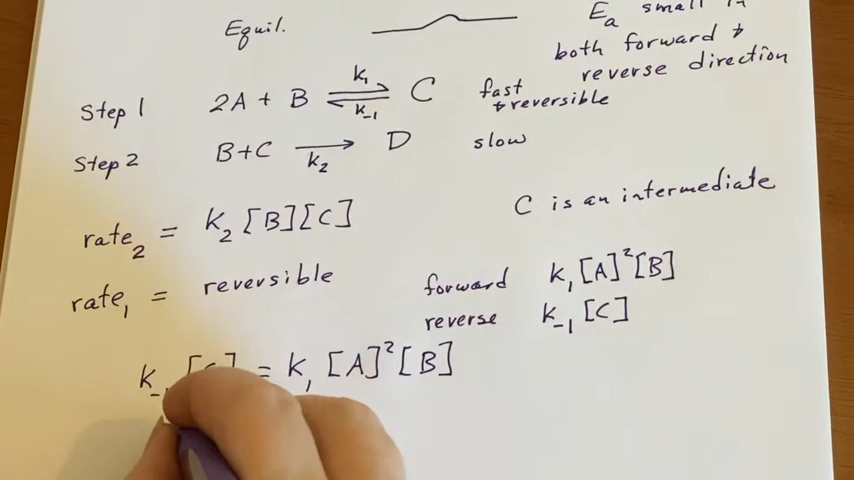 Equil.
Ea small in
both forward &
reverse direction
Step 1 2A + B ⇌ C fast
k₁
k₋₁
& reversible
Step 2 B+C → D slow
k₂
C is an intermediate
rate₂ = k₂ [B][C]
rate₁ = reversible forward k₁[A]²[B]
reverse k₋₁ [C]
k₋₁ [C] = k₁ [A]²[B]